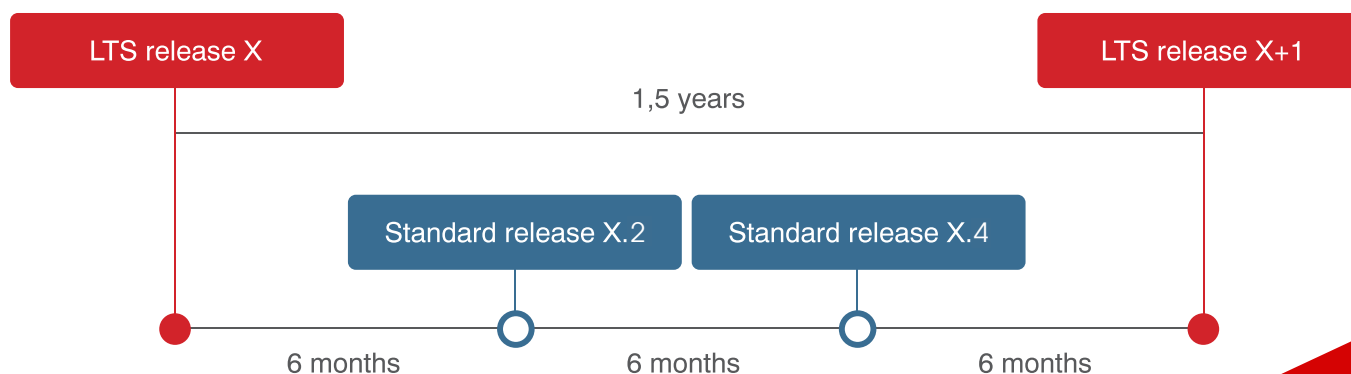 LTS release X
LTS release X+1
1,5 years
Standard release X.2
Standard release X.4
6 months
6 months
6 months